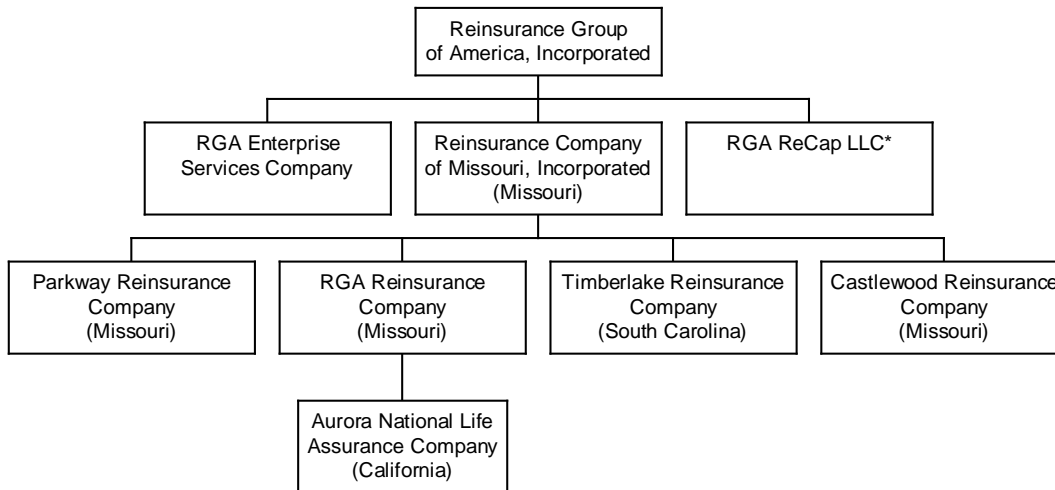 Reinsurance Group
of America, Incorporated
RGA Enterprise
Services Company
Reinsurance Company
of Missouri, Incorporated
(Missouri)
RGA ReCap LLC*
Parkway Reinsurance
Company
(Missouri)
RGA Reinsurance
Company
(Missouri)
Timberlake Reinsurance
Company
(South Carolina)
Castlewood Reinsurance
Company
(Missouri)
Aurora National Life
Assurance Company
(California)